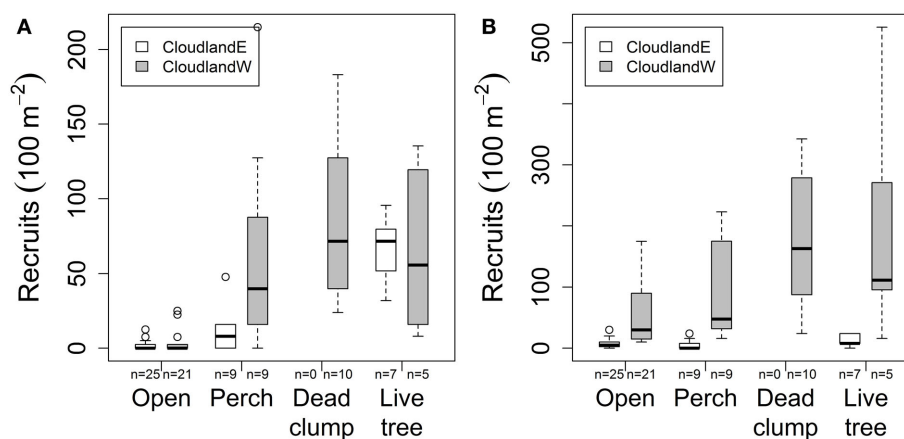 A
Recruits (100 m⁻²)
0 50 100 150 200
CloudlandE
CloudlandW
n=25 n=21 n=9 n=9 n=0 n=10 n=7 n=5
Open Perch Dead clump Live tree
B
Recruits (100 m⁻²)
0 100 300 500
CloudlandE
CloudlandW
n=25 n=21 n=9 n=9 n=0 n=10 n=7 n=5
Open Perch Dead clump Live tree